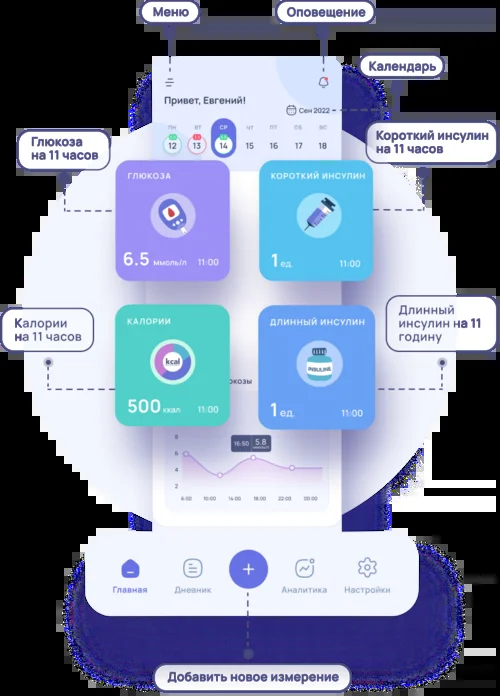 Меню
Оповещение
Календарь
Привет, Евгений!
Сен 2022
ПН ВТ СР ЧТ ПТ СБ ВС
12 13 14 15 16 17 18
Глюкоза
на 11 часов
Короткий инсулин
на 11 часов
ГЛЮКОЗА
6.5 ммоль/л 11:00
КОРОТКИЙ ИНСУЛИН
1 ед. 11:00
Калории
на 11 часов
Длинный
инсулин на 11
годину
КАЛОРИИ
kcal
500 ккал 11:00
ДЛИННЫЙ ИНСУЛИН
INSULINE
1 ед. 11:00
юкозы
8
6
4
2
16:50 5.8
6:00 10:00 14:00 18:00 22:00 00:00
Главная
Дневник
Аналитика
Настройки
Добавить новое измерение